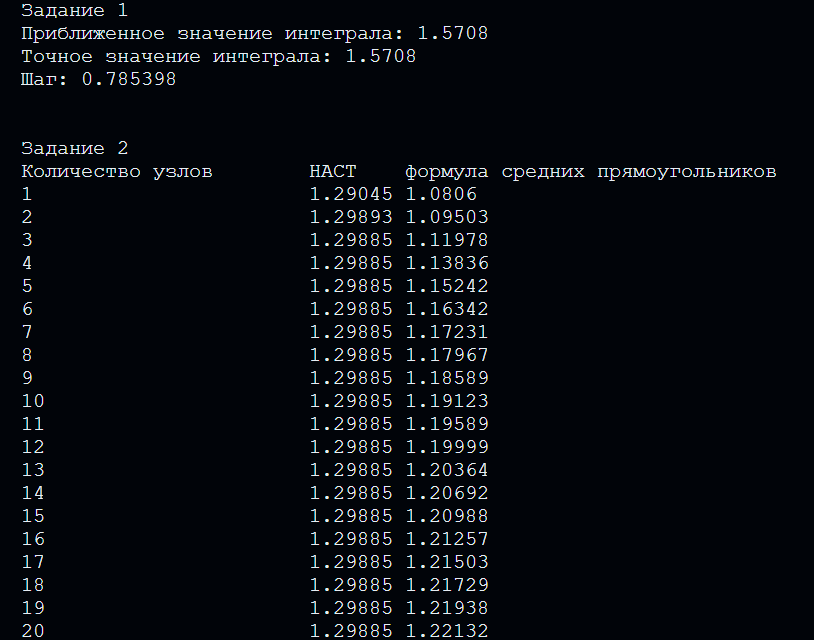 Задание 1
Приближенное значение интеграла: 1.5708
Точное значение интеграла: 1.5708
Шаг: 0.785398
Задание 2
Количество узлов НАСТ формула средних прямоугольников
1 1.29045 1.0806
2 1.29893 1.09503
3 1.29885 1.11978
4 1.29885 1.13836
5 1.29885 1.15242
6 1.29885 1.16342
7 1.29885 1.17231
8 1.29885 1.17967
9 1.29885 1.18589
10 1.29885 1.19123
11 1.29885 1.19589
12 1.29885 1.19999
13 1.29885 1.20364
14 1.29885 1.20692
15 1.29885 1.20988
16 1.29885 1.21257
17 1.29885 1.21503
18 1.29885 1.21729
19 1.29885 1.21938
20 1.29885 1.22132